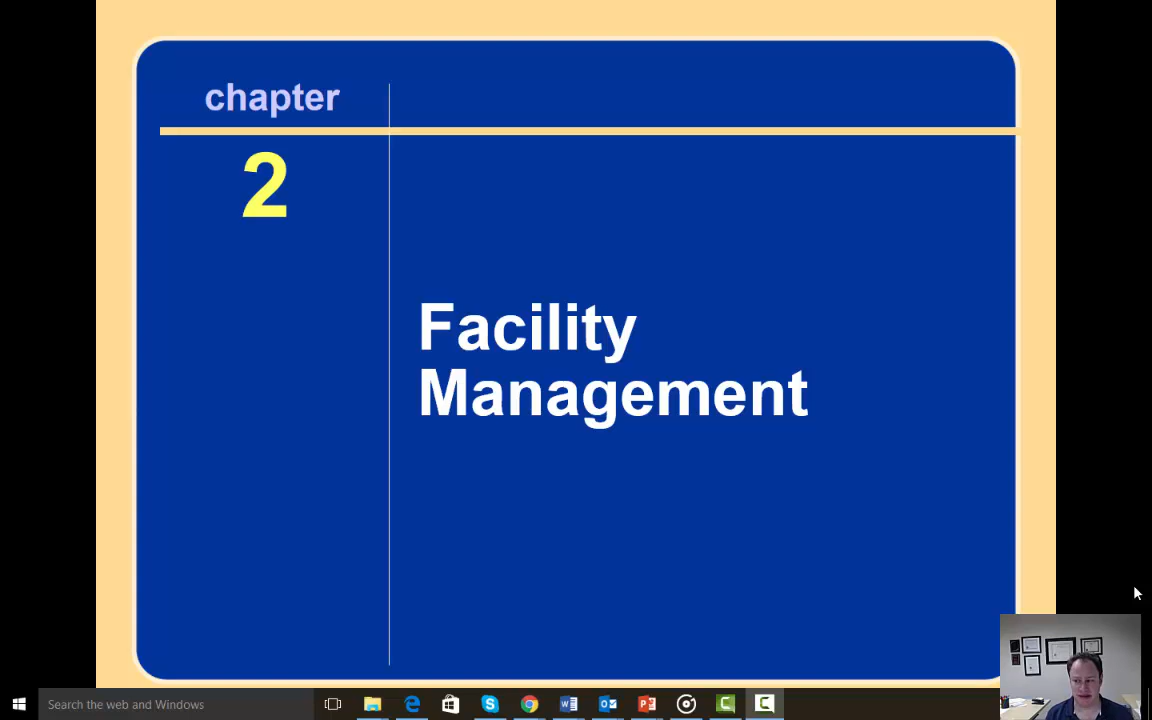 chapter
2
Facility
Management
Search the web and Windows